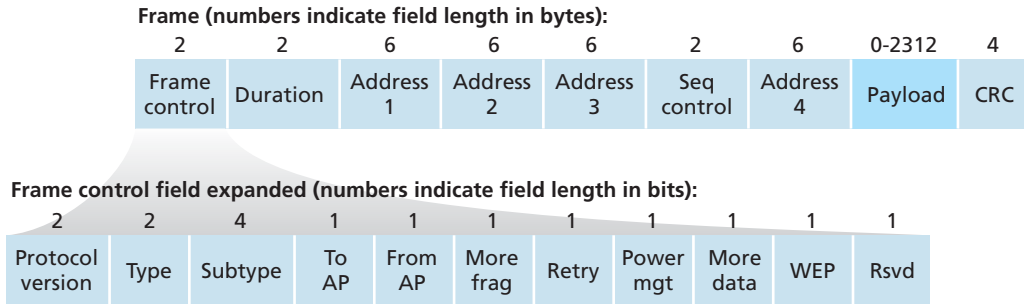 Frame (numbers indicate field length in bytes):
2 2 6 6 6 2 6 0-2312 4
Frame control Duration Address 1 Address 2 Address 3 Seq control Address 4 Payload CRC
Frame control field expanded (numbers indicate field length in bits):
2 2 4 1 1 1 1 1 1 1 1
Protocol version Type Subtype To AP From AP More frag Retry Power mgt More data WEP Rsvd